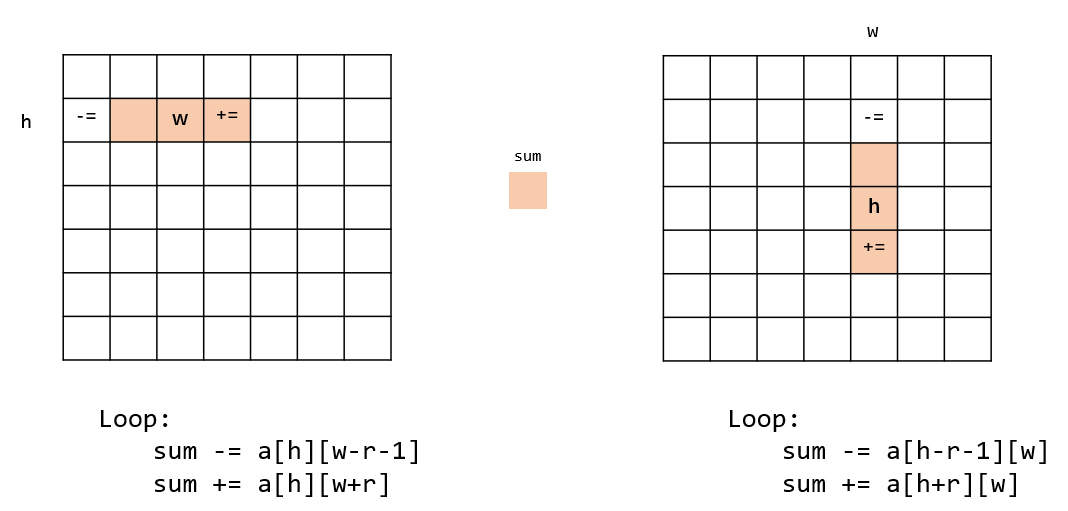 w
h
-=
w
+=
-=
sum
h
+=
Loop:
sum -= a[h][w-r-1]
sum += a[h][w+r]
Loop:
sum -= a[h-r-1][w]
sum += a[h+r][w]